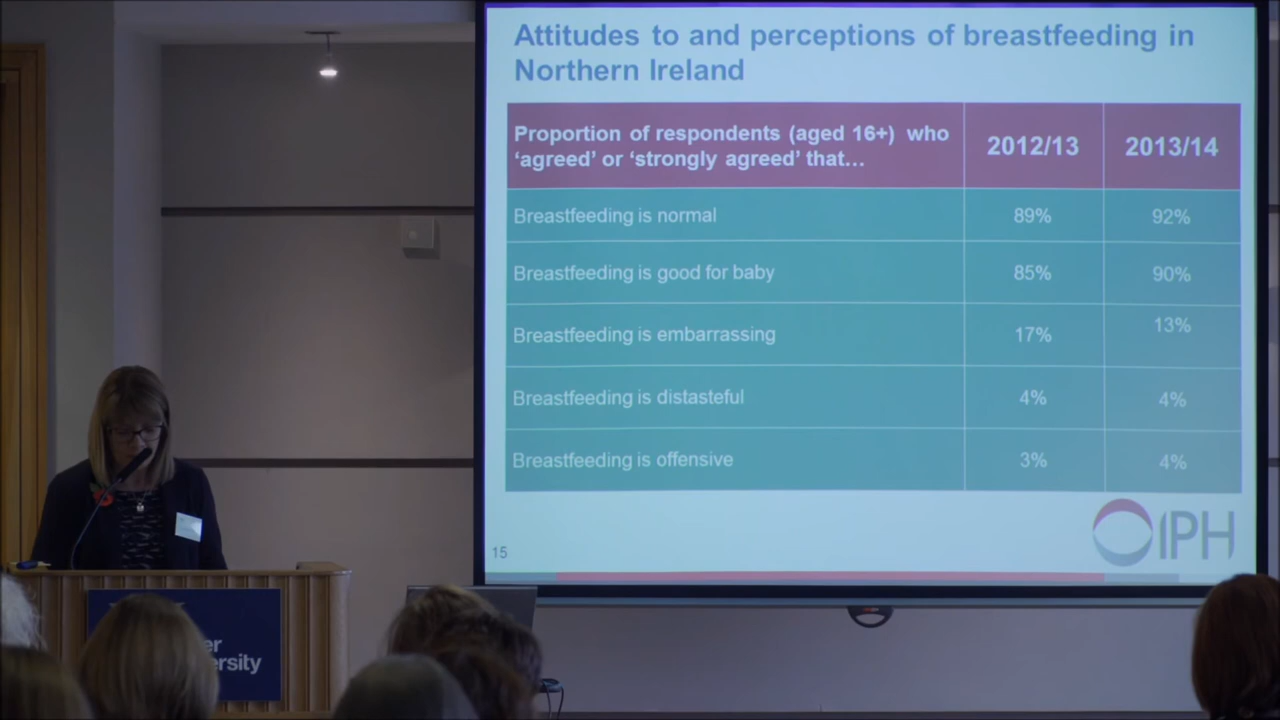 Attitudes to and perceptions of breastfeeding in
Northern Ireland
Proportion of respondents (aged 16+) who
‘agreed’ or ‘strongly agreed’ that...
2012/13
2013/14
Breastfeeding is normal
89%
92%
Breastfeeding is good for baby
85%
90%
Breastfeeding is embarrassing
17%
13%
Breastfeeding is distasteful
4%
4%
Breastfeeding is offensive
3%
4%
15
IPH
er
ersity